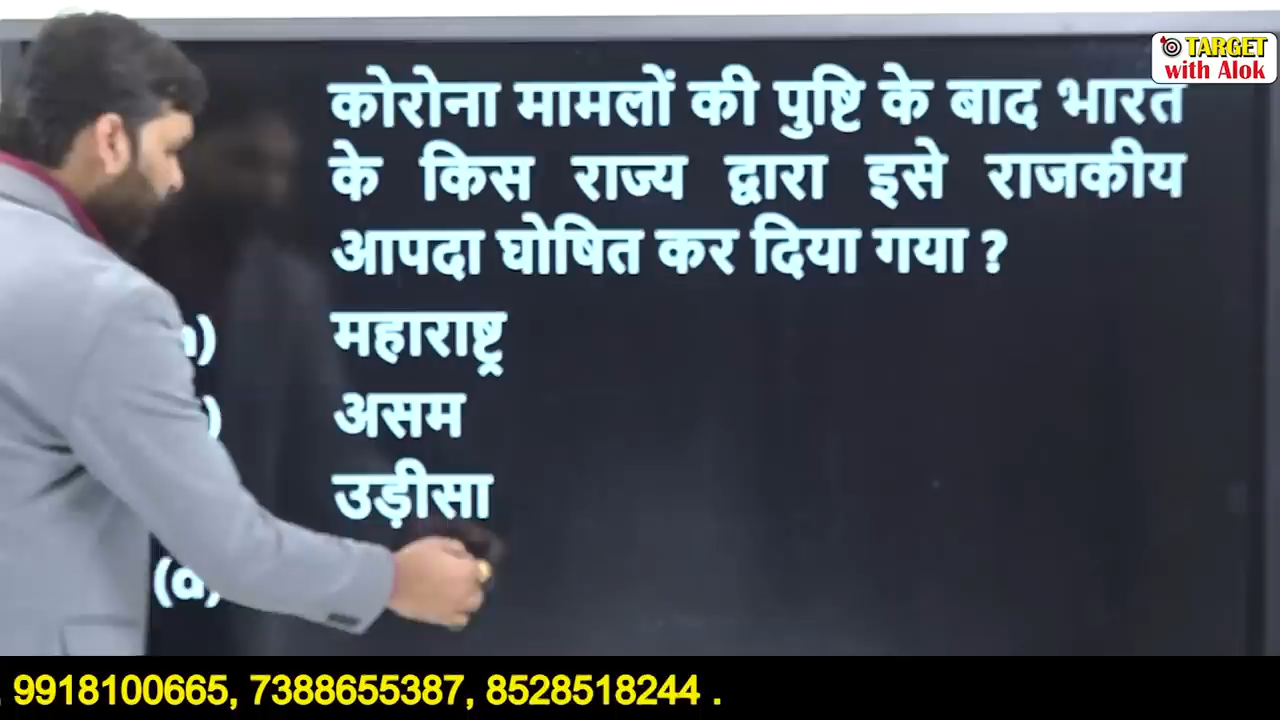 TARGET
with Alok
कोरोना मामलों की पुष्टि के बाद भारत
के किस राज्य द्वारा इसे राजकीय
आपदा घोषित कर दिया गया ?
महाराष्ट्र
असम
उड़ीसा
(d)
9918100665, 7388655387, 8528518244 .